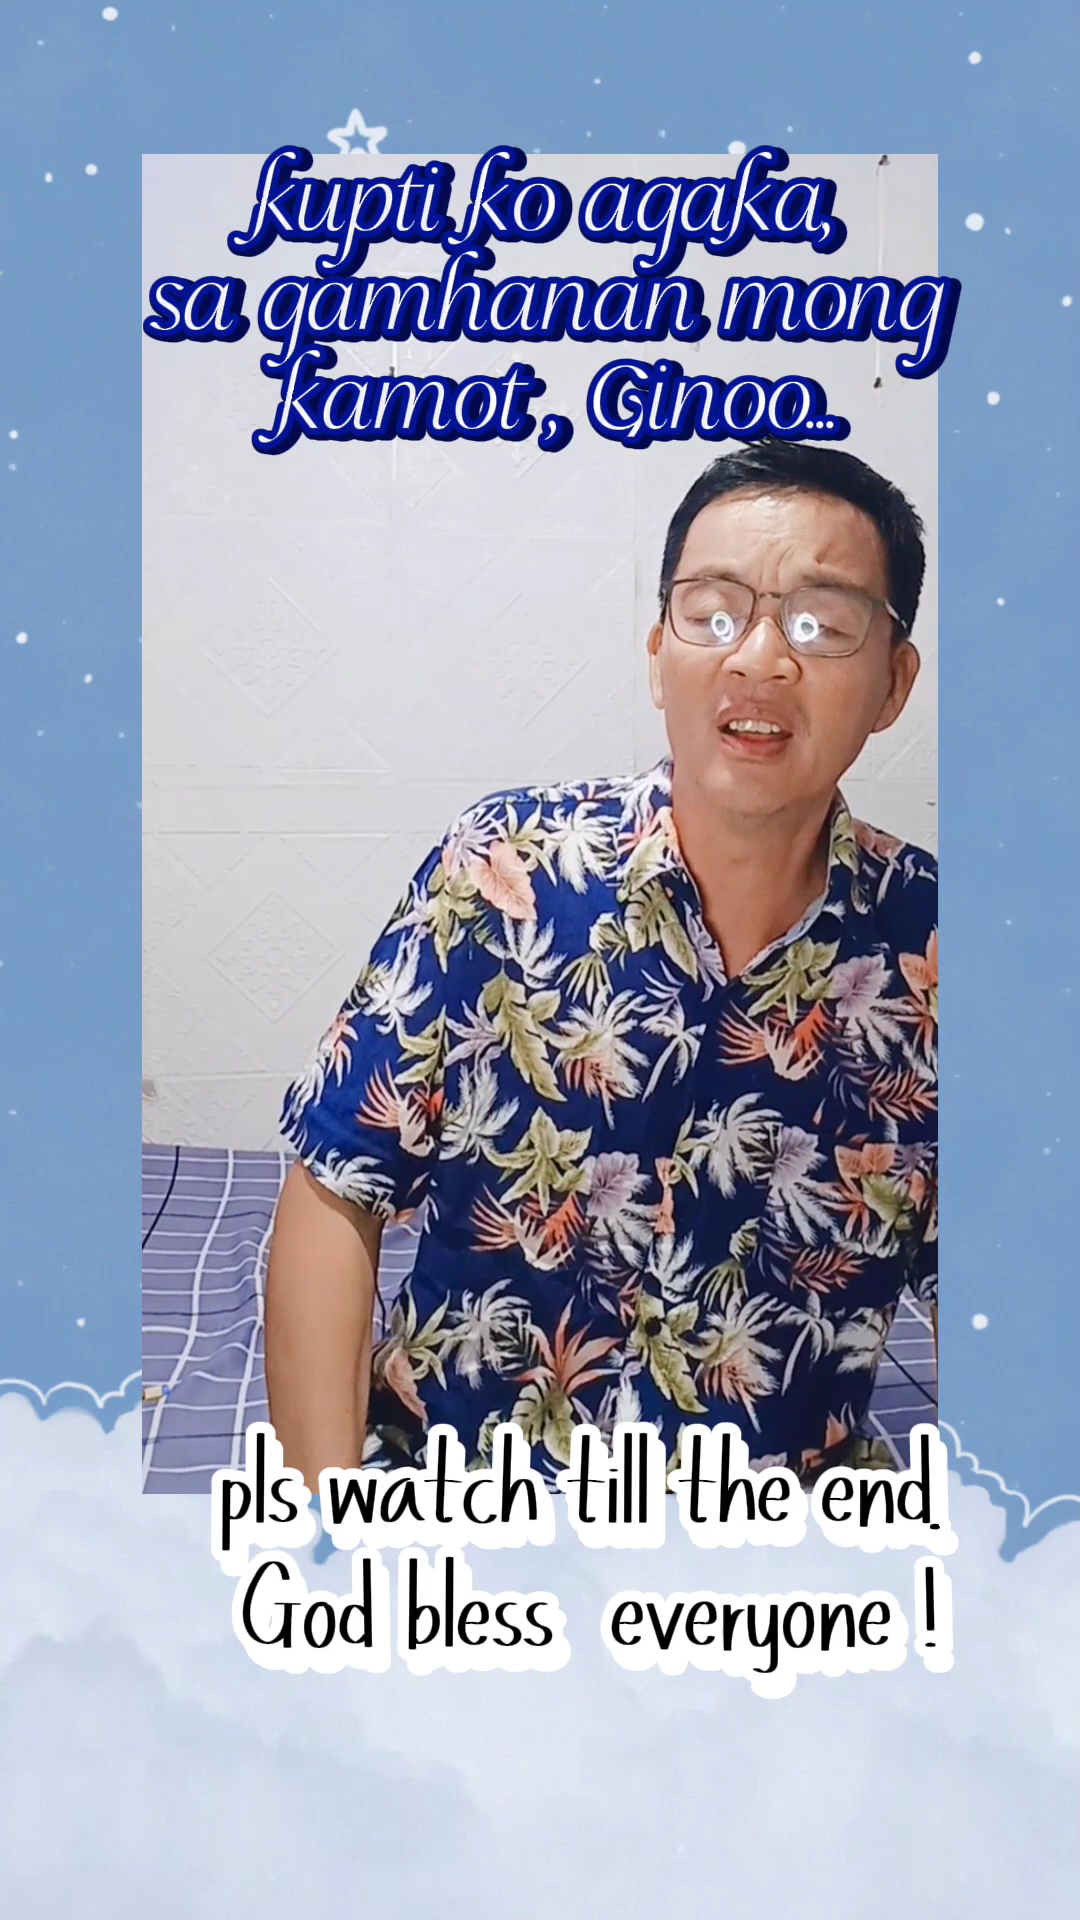 kupti ko agaka,
sa gamhanan mong
kamot , Ginoo...
pls watch till the end.
God bless everyone !